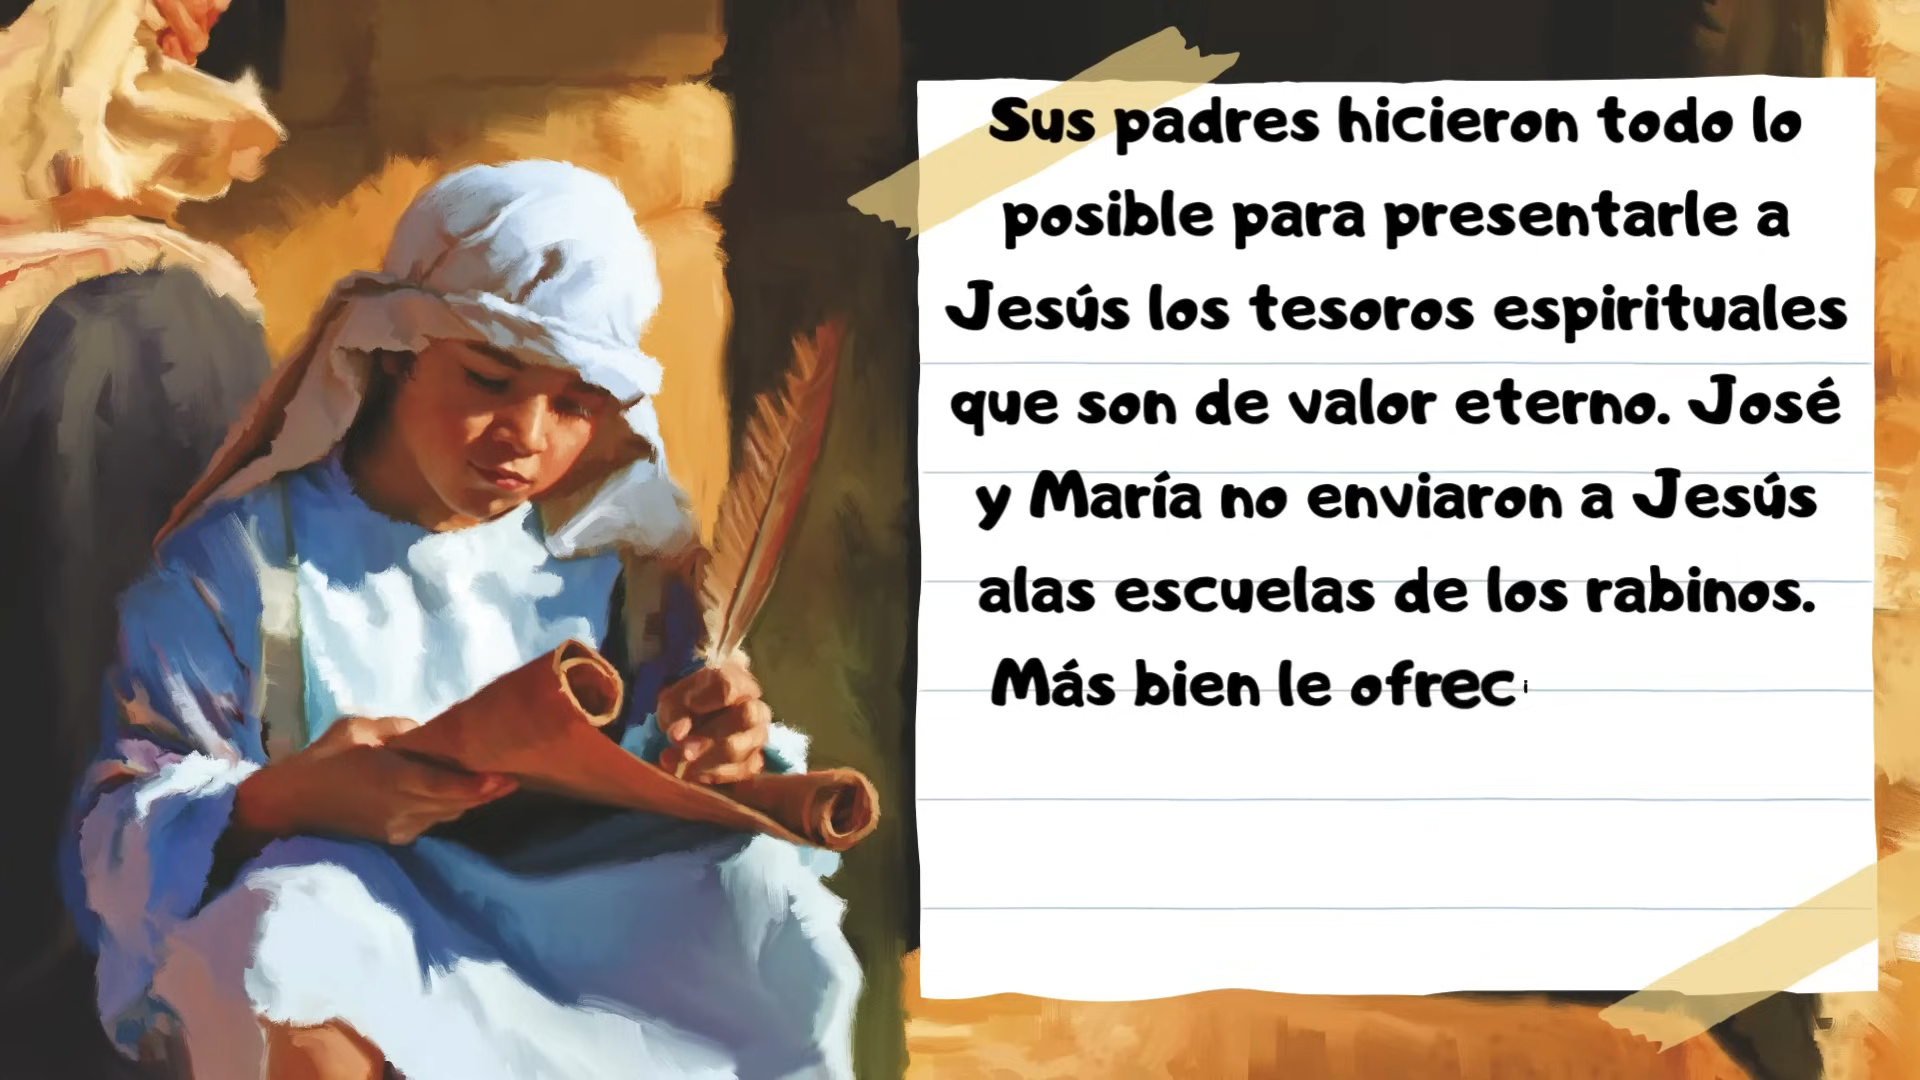 Sus padres hicieron todo lo
posible para presentarle a
Jesús los tesoros espirituales
que son de valor eterno. José
y María no enviaron a Jesús
alas escuelas de los rabinos.
Más bien le ofreci